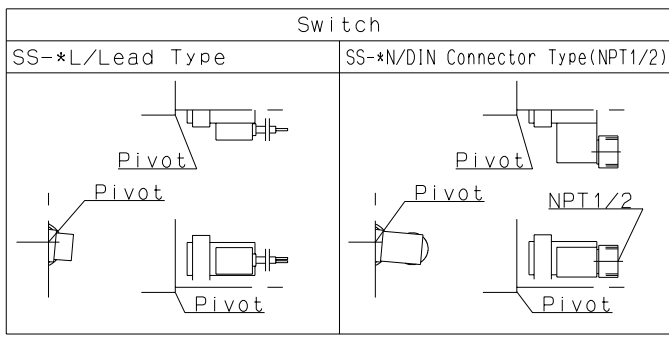 Switch
SS-*L/Lead Type
SS-*N/DIN Connector Type(NPT1/2)
Pivot
Pivot
Pivot
Pivot
Pivot
NPT1/2
Pivot